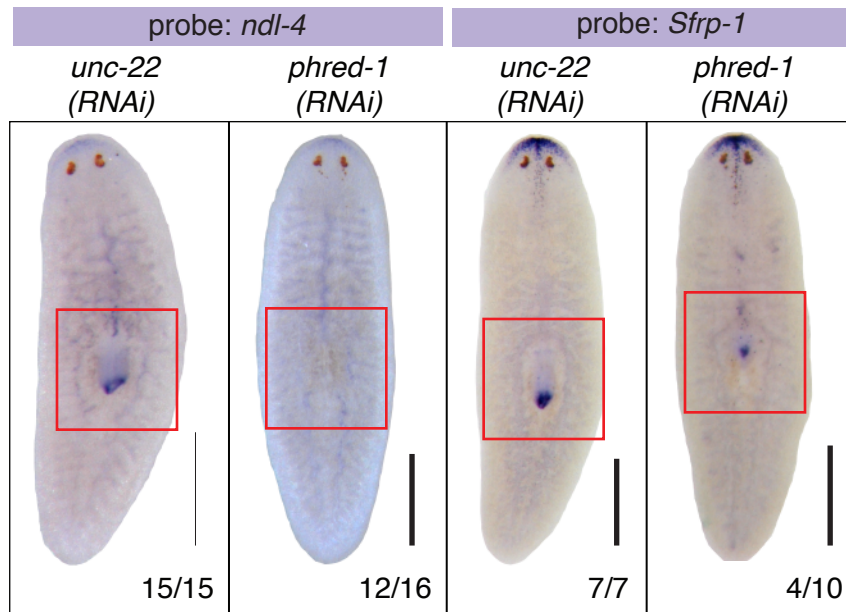 probe: ndl-4
probe: Sfrp-1
unc-22
(RNAi)
phred-1
(RNAi)
unc-22
(RNAi)
phred-1
(RNAi)
15/15
12/16
7/7
4/10